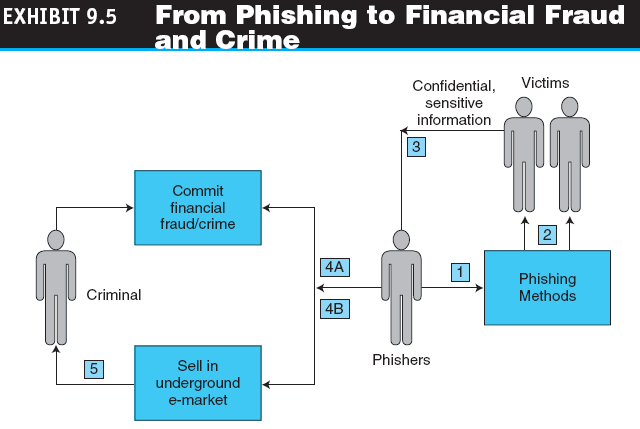 EXHIBIT 9.5
From Phishing to Financial Fraud
and Crime
Confidential,
sensitive
information
Victims
3
Commit
financial
fraud/crime
2
4A
1
Phishing
Methods
Criminal
4B
Phishers
5
Sell in
underground
e-market